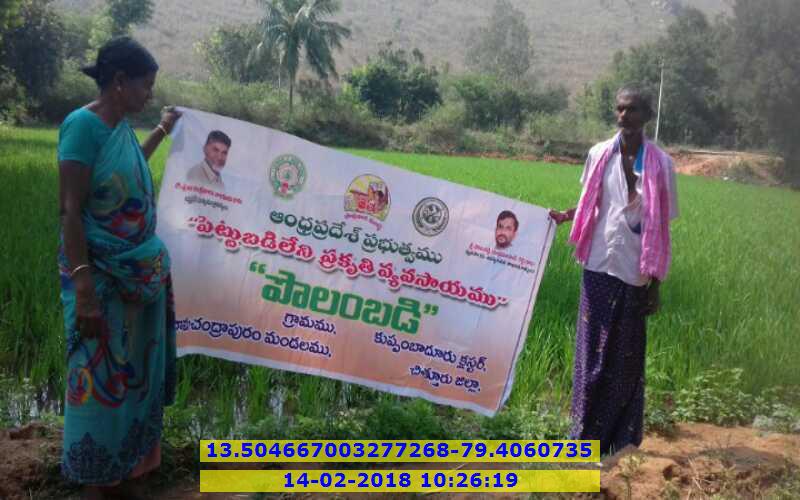 ఆంధ్రప్రదేశ్ ప్రభుత్వము
"పెట్టుబడిలేని ప్రకృతి వ్యవసాయము"
"పొలంబడి"
గ్రామము. కుప్పంబాదూరు క్లస్టర్.
రామచంద్రాపురం మండలము. చిత్తూరు జిల్లా.
13.504667003277268-79.4060735
14-02-2018 10:26:19